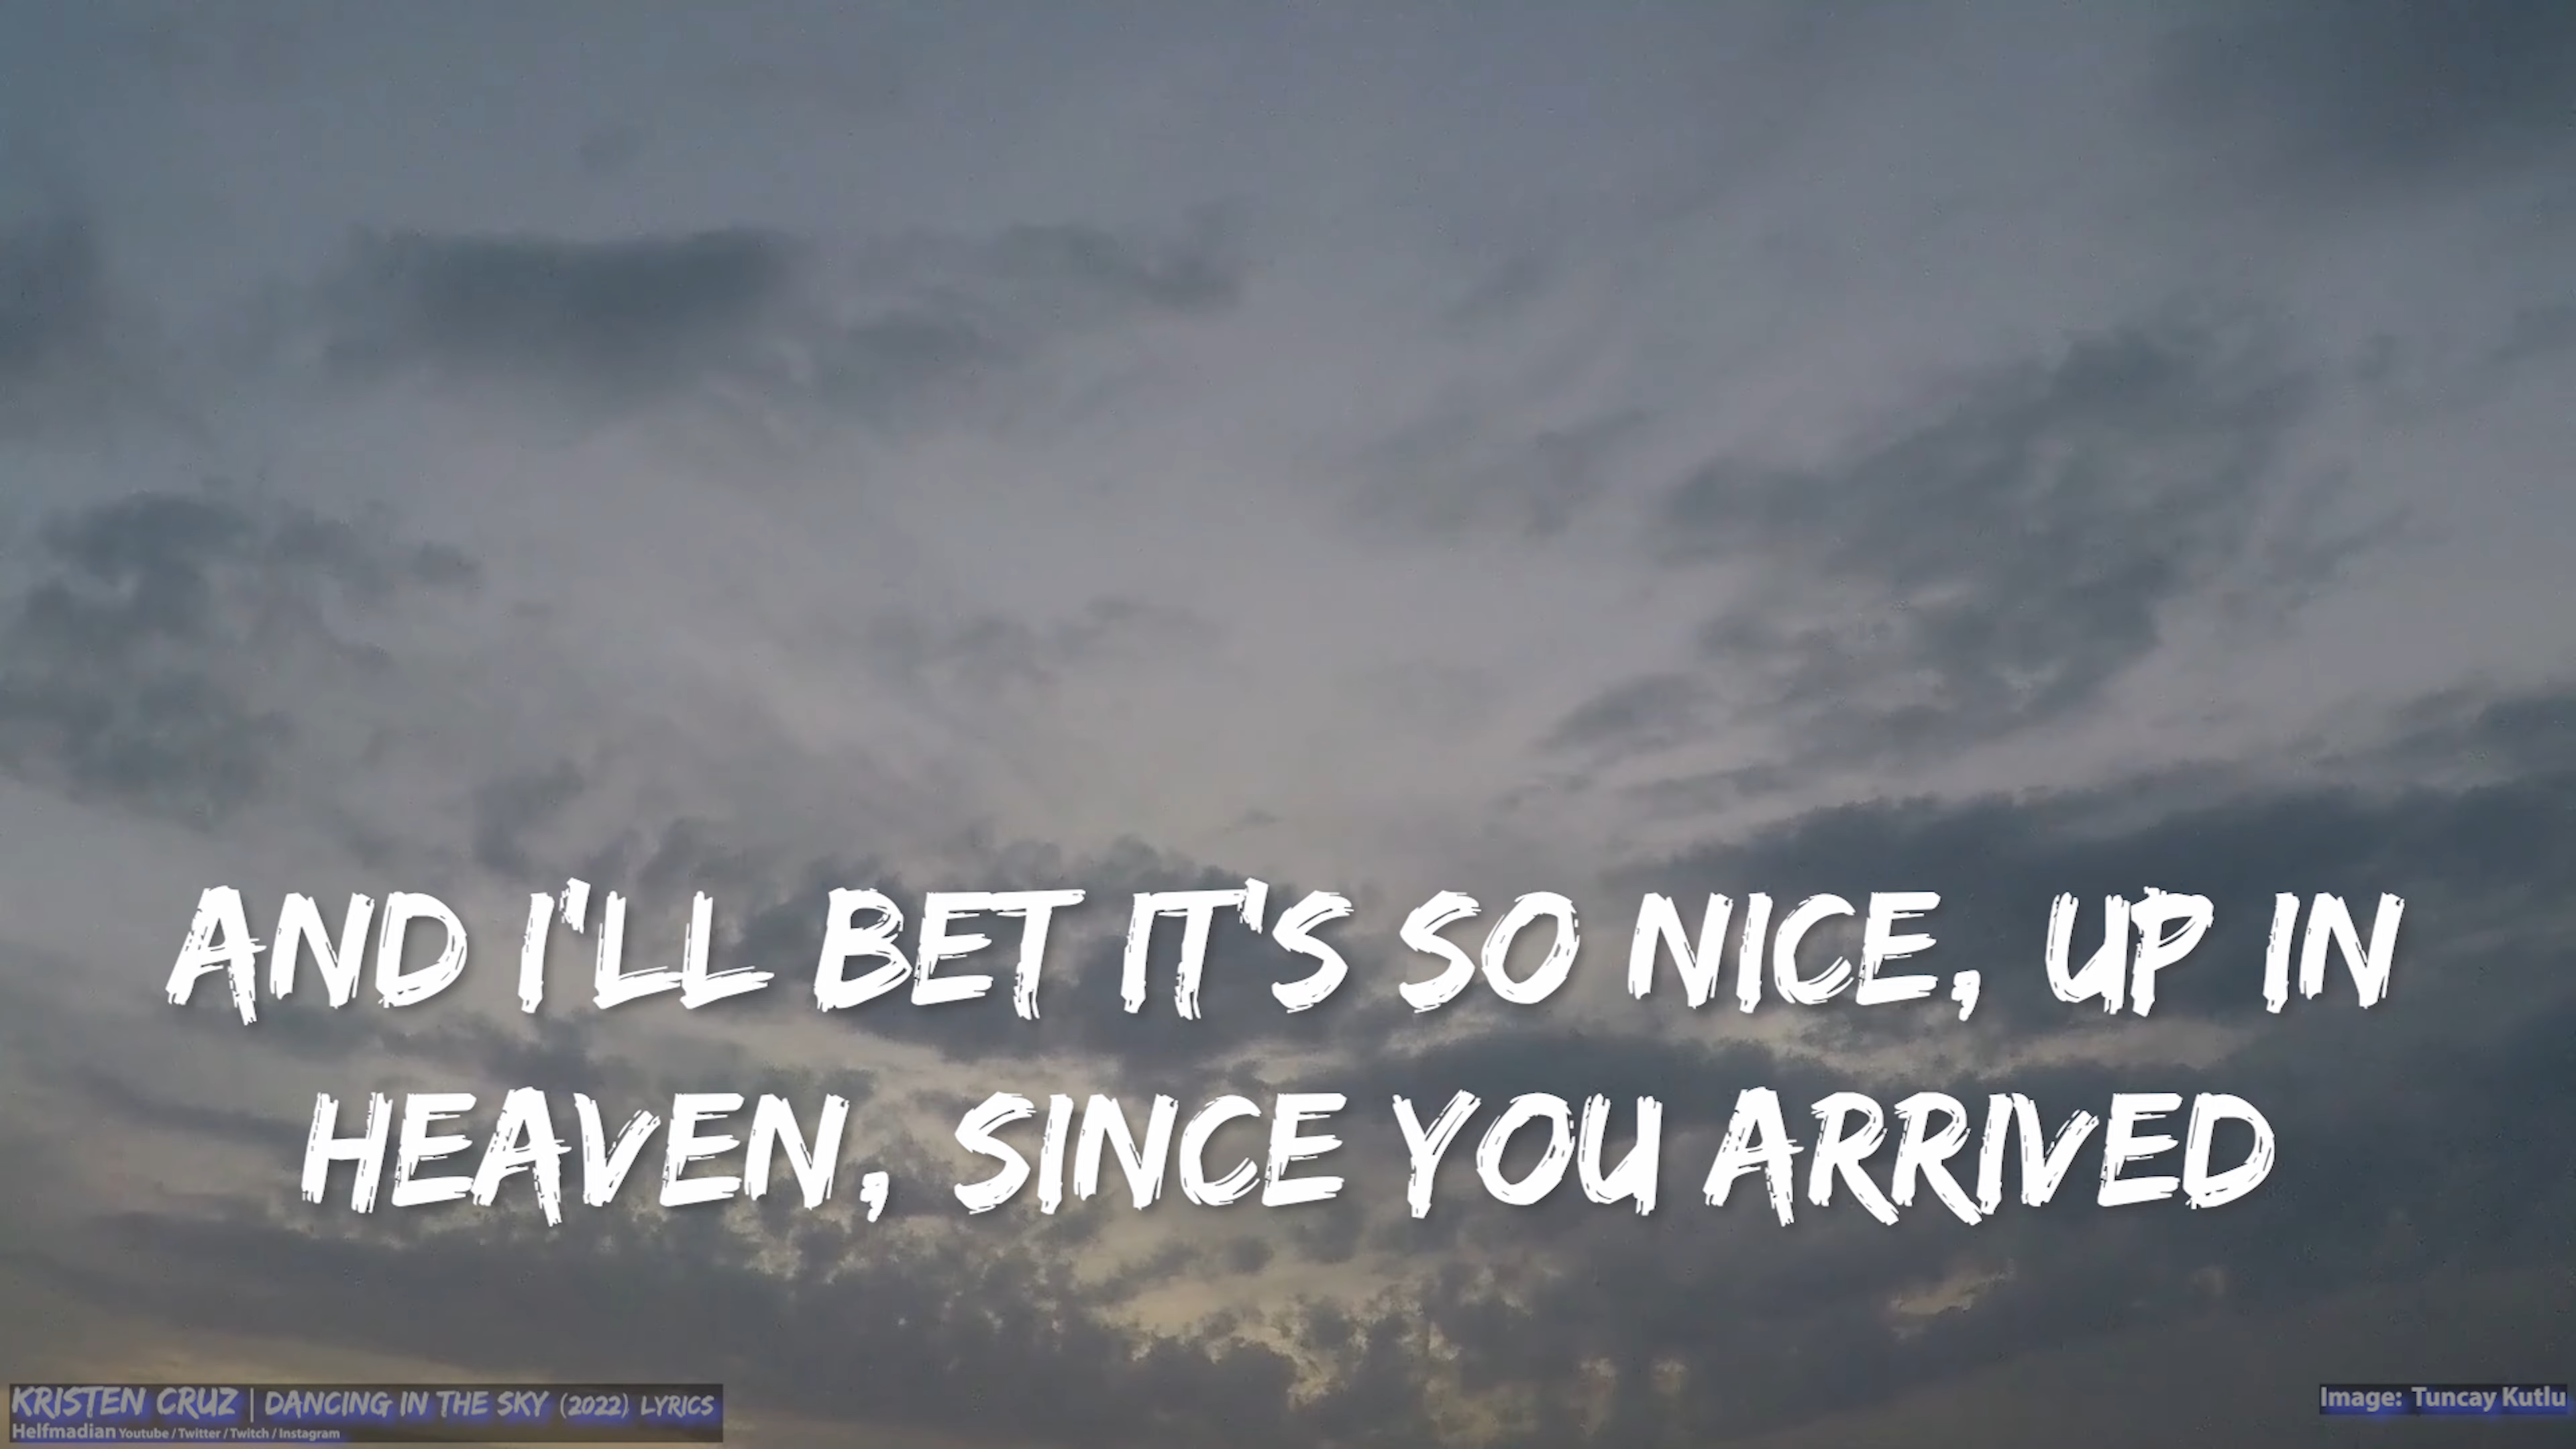 AND I'LL BET IT'S SO NICE, UP IN
HEAVEN, SINCE YOU ARRIVED
KRISTEN CRUZ | DANCING IN THE SKY (2022) LYRICS
Helfmadian Youtube / Twitter / Twitch / Instagram
Image: Tuncay Kutlu